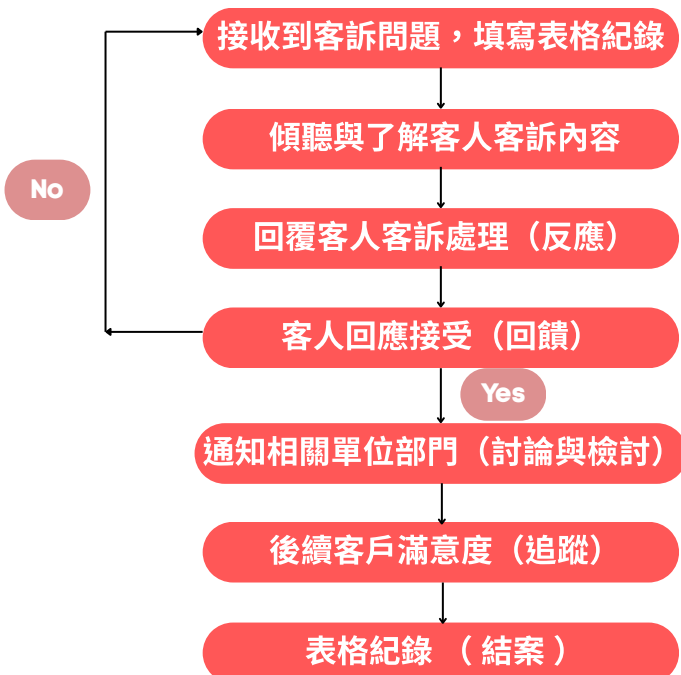 接收到客訴問題，填寫表格紀錄
傾聽與了解客人客訴內容
No
回覆客人客訴處理（反應）
客人回應接受（回饋）
Yes
通知相關單位部門（討論與檢討）
後續客戶滿意度（追蹤）
表格紀錄 （ 結案 ）